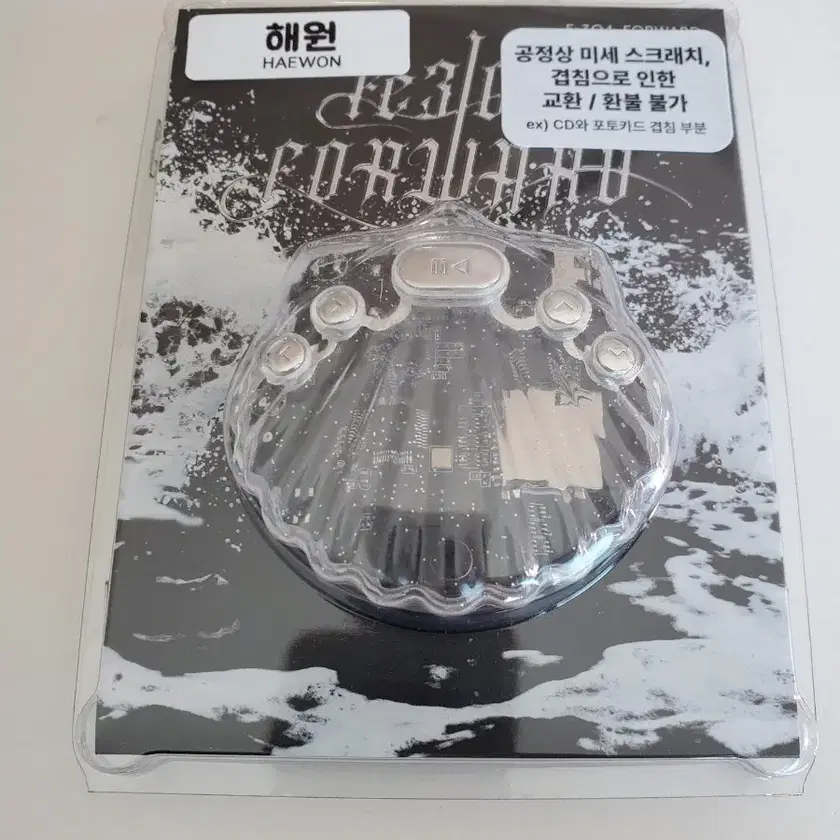 해원
HAEWON
공정상 미세 스크래치,
겹침으로 인한
교환 / 환불 불가
ex) CD와 포토카드 겹침 부분
FORWARD